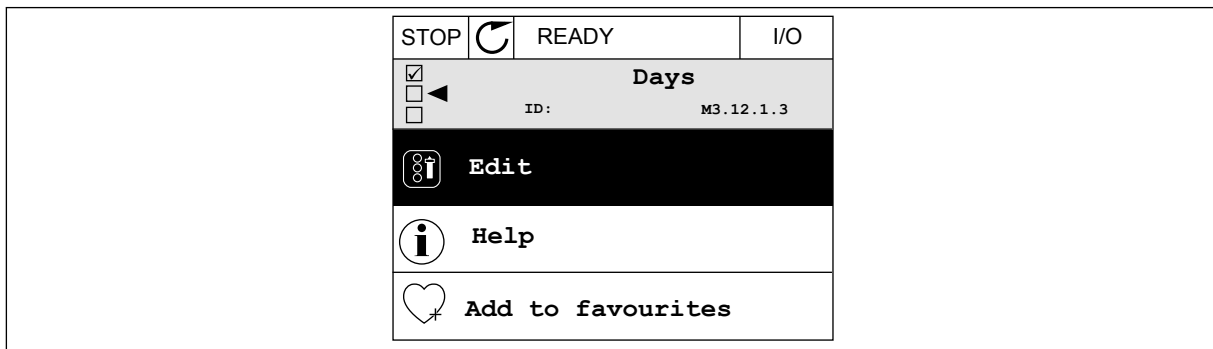 STOP READY I/O
Days
ID: M3.12.1.3
Edit
Help
Add to favourites